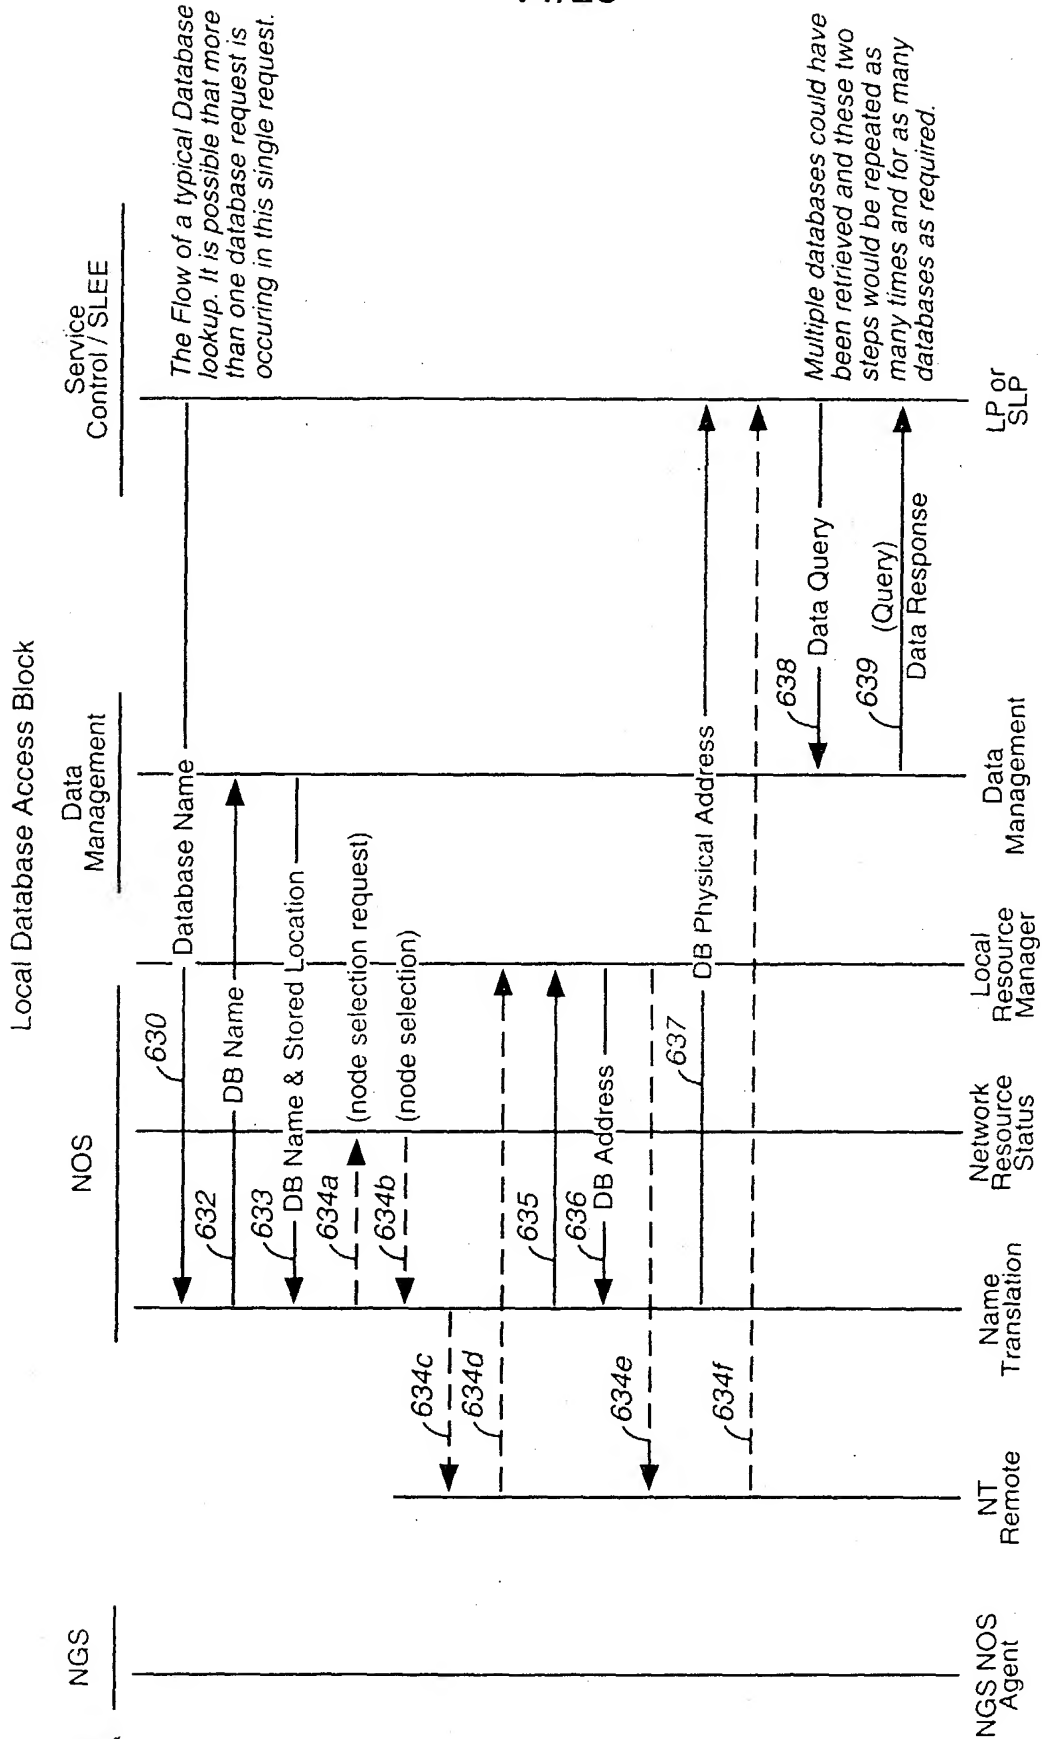 Local Database Access Block
NGS
NOS
Data
Management
Service
Control / SLEE
The Flow of a typical Database
lookup. It is possible that more
than one database request is
occuring in this single request.
630
Database Name
632
DB Name
633
DB Name & Stored Location
634a
(node selection request)
634b
(node selection)
634c
634d
635
636
DB Address
634e
637
DB Physical Address
634f
638
Data Query
639
(Query)
Data Response
Multiple databases could have
been retrieved and these two
steps would be repeated as
many times and for as many
databases as required.
NGS NOS
Agent
NT
Remote
Name
Translation
Network
Resource
Status
Local
Resource
Manager
Data
Management
LP or
SLP